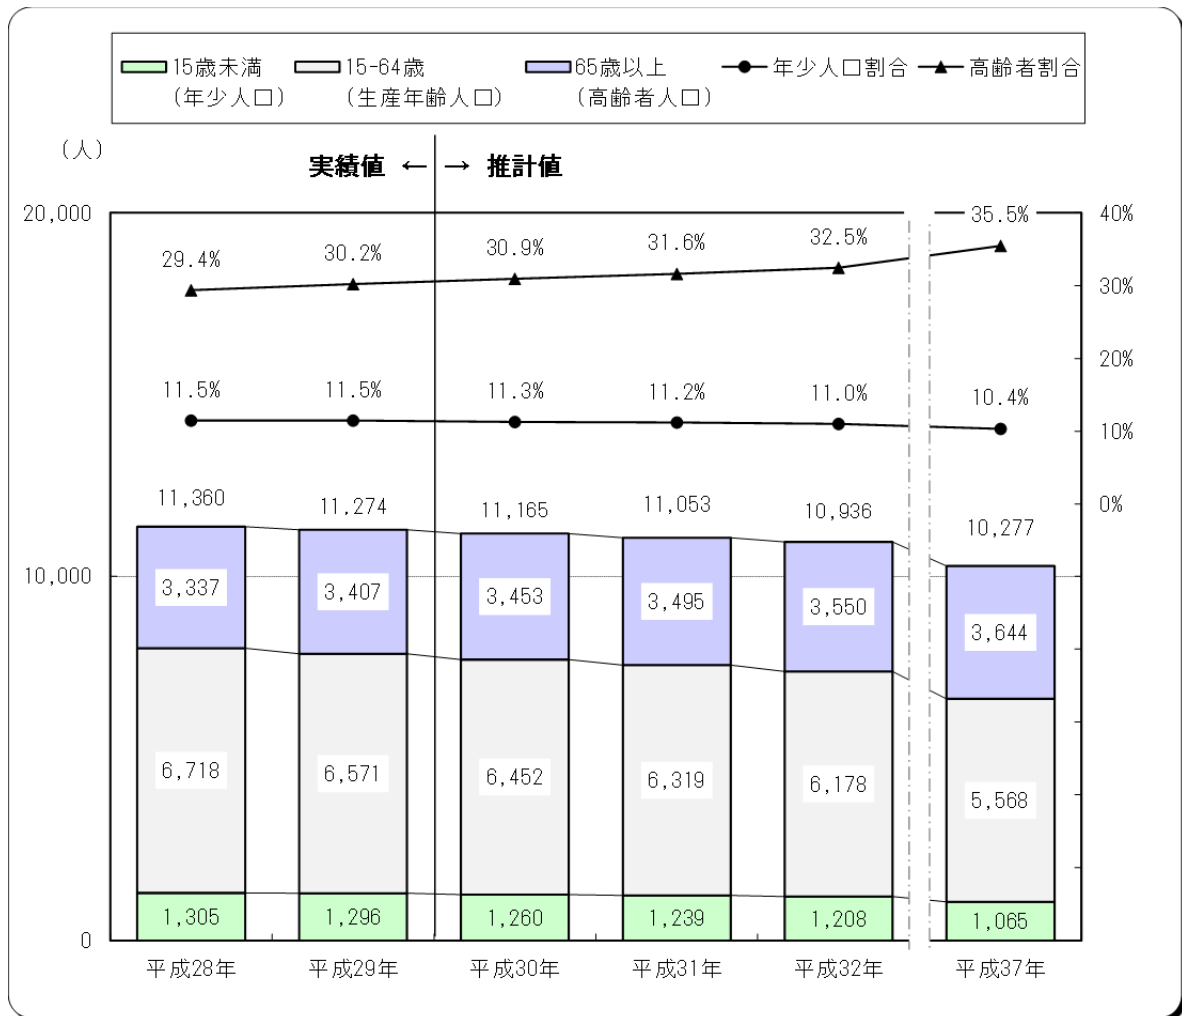 15歳未満 15-64歳 65歳以上 年少人口割合 高齢者割合
(年少人口) (生産年齢人口) (高齢者人口)
(人)
実績値 ← → 推計値
20,000
10,000
0
40%
30%
20%
10%
0%
29.4% 30.2% 30.9% 31.6% 32.5% 35.5%
11.5% 11.5% 11.3% 11.2% 11.0% 10.4%
11,360 11,274 11,165 11,053 10,936 10,277
3,337 3,407 3,453 3,495 3,550 3,644
6,718 6,571 6,452 6,319 6,178 5,568
1,305 1,296 1,260 1,239 1,208 1,065
平成28年 平成29年 平成30年 平成31年 平成32年 平成37年